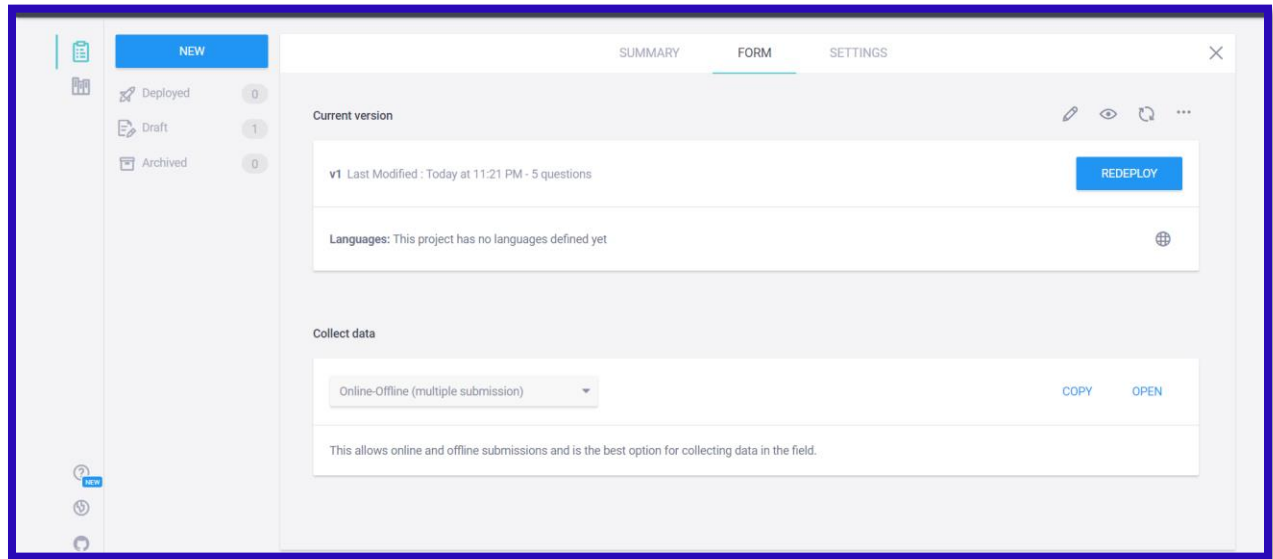 NEW
Deployed 0
Draft 1
Archived 0
NEW
SUMMARY FORM SETTINGS
Current version
v1 Last Modified : Today at 11:21 PM - 5 questions
REDEPLOY
Languages: This project has no languages defined yet
Collect data
Online-Offline (multiple submission)
COPY OPEN
This allows online and offline submissions and is the best option for collecting data in the field.